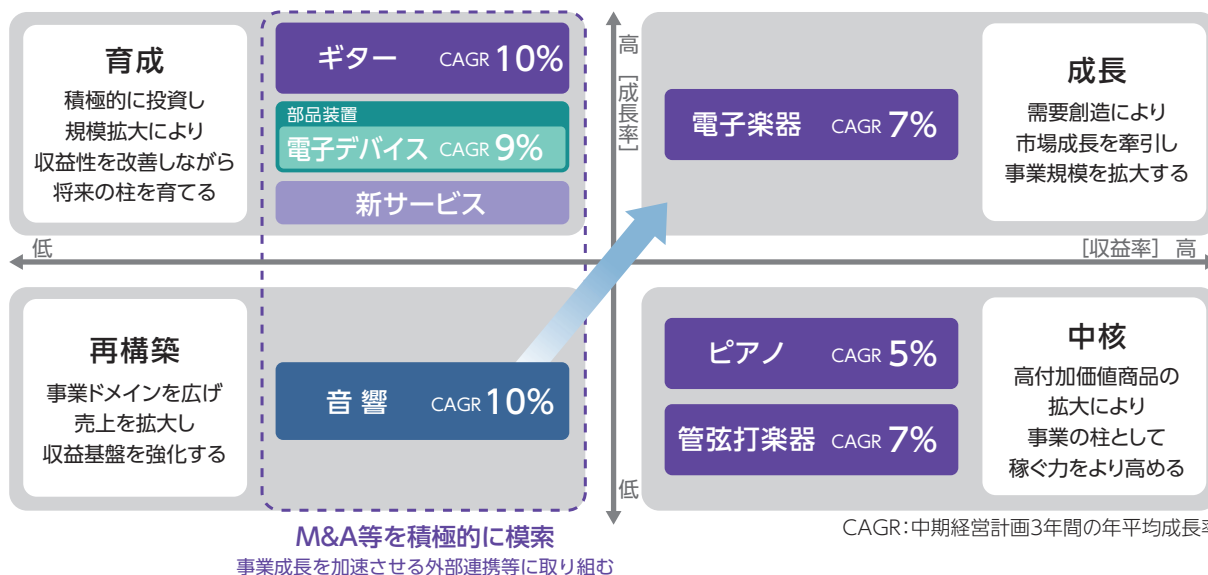 育成
積極的に投資し
規模拡大により
収益性を改善しながら
将来の柱を育てる
ギター CAGR 10%
部品装置
電子デバイス CAGR 9%
新サービス
高
[成長率]
電子楽器 CAGR 7%
成長
需要創造により
市場成長を牽引し
事業規模を拡大する
低
[収益率] 高
再構築
事業ドメインを広げ
売上を拡大し
収益基盤を強化する
音響 CAGR 10%
ピアノ CAGR 5%
管弦打楽器 CAGR 7%
中核
高付加価値商品の
拡大により
事業の柱として
稼ぐ力をより高める
低
M&A等を積極的に模索
事業成長を加速させる外部連携等に取り組む
CAGR:中期経営計画3年間の年平均成長率